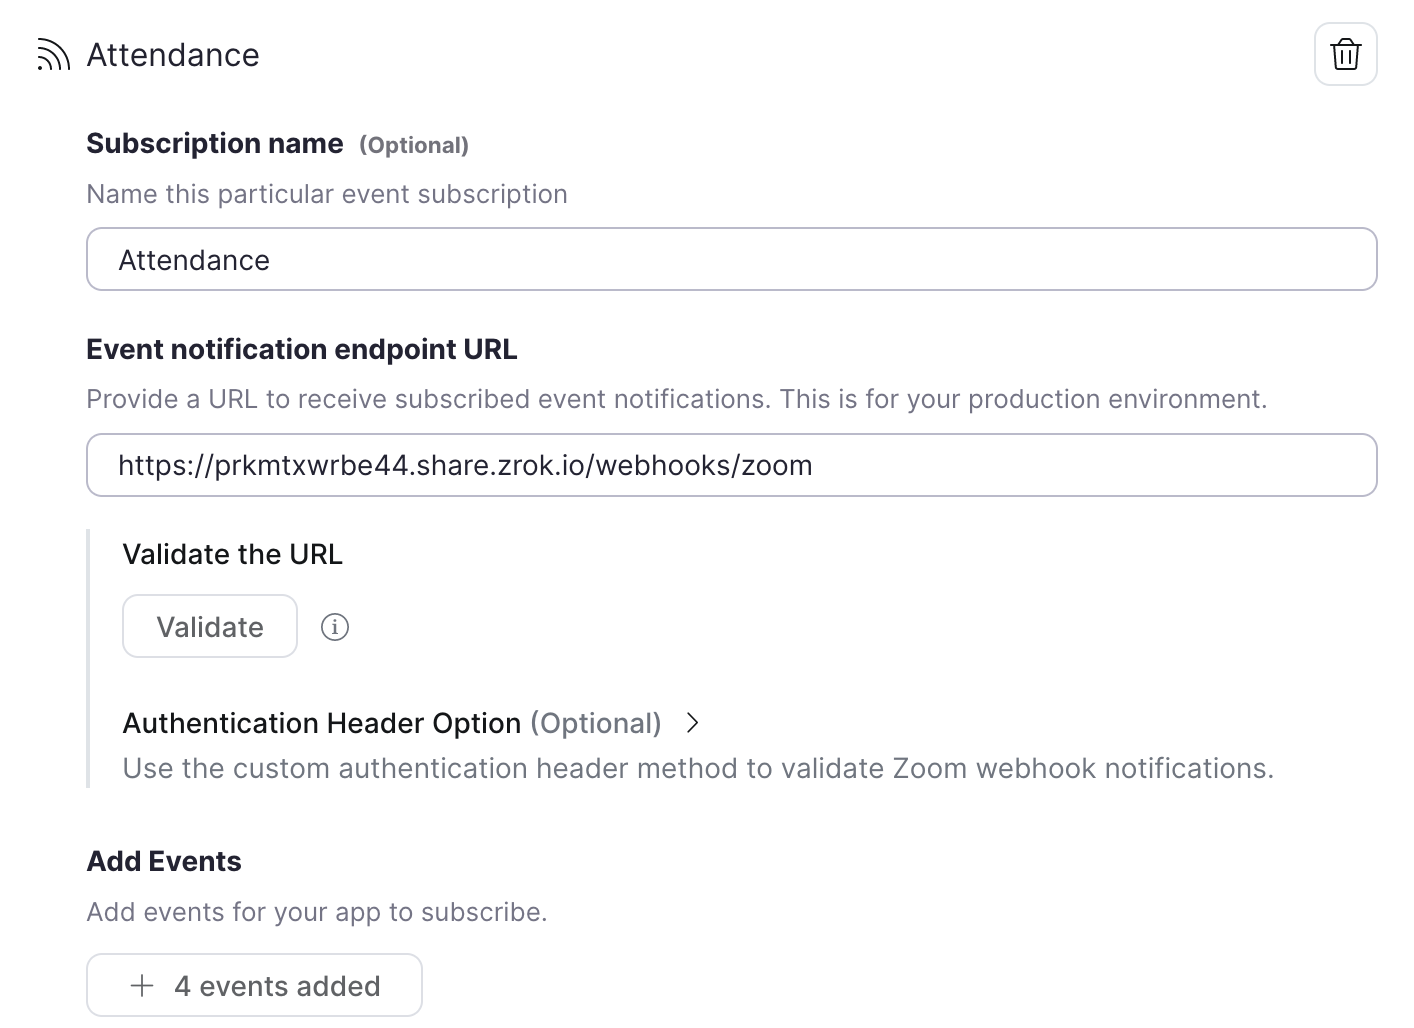 Attendance
Subscription name (Optional)
Name this particular event subscription
Attendance
Event notification endpoint URL
Provide a URL to receive subscribed event notifications. This is for your production environment.
https://prkmtxwrbe44.share.zrok.io/webhooks/zoom
Validate the URL
Validate
Authentication Header Option (Optional)
Use the custom authentication header method to validate Zoom webhook notifications.
Add Events
Add events for your app to subscribe.
4 events added